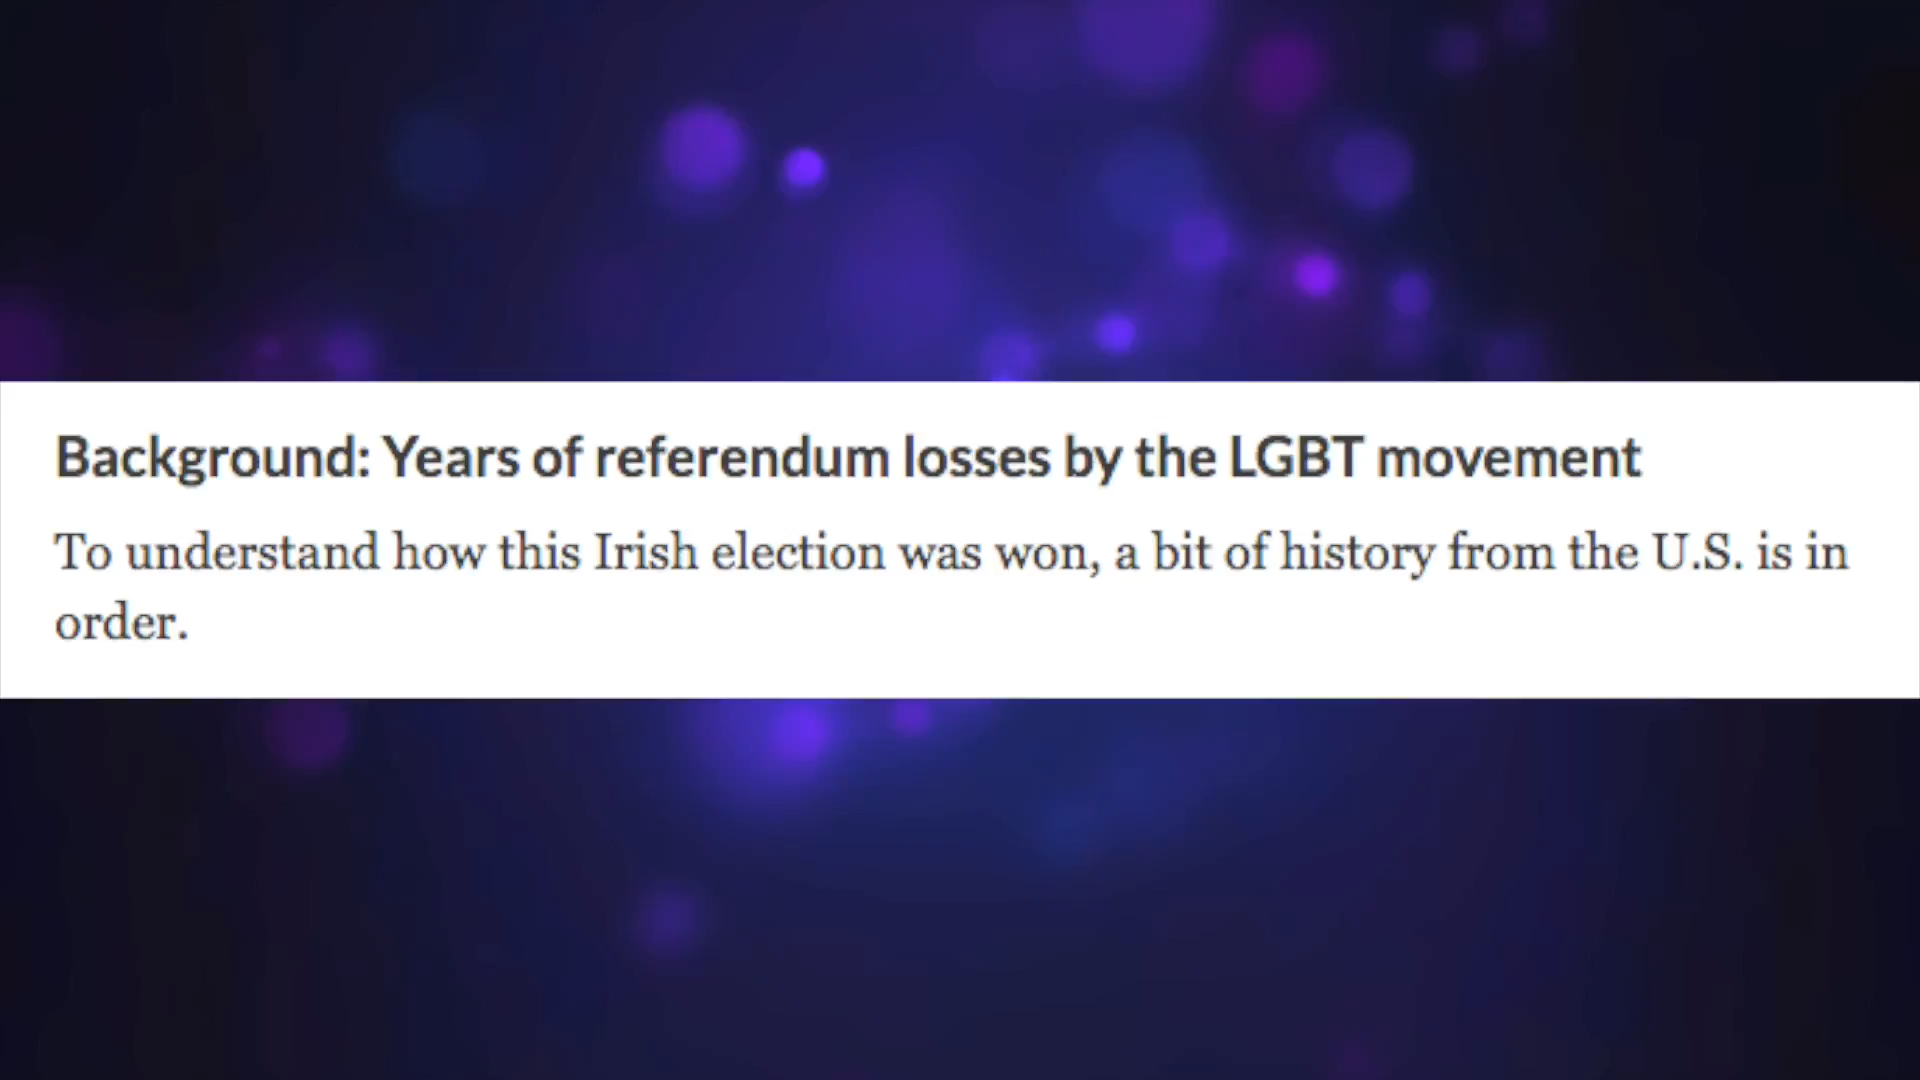 Background: Years of referendum losses by the LGBT movement
To understand how this Irish election was won, a bit of history from the U.S. is in
order.